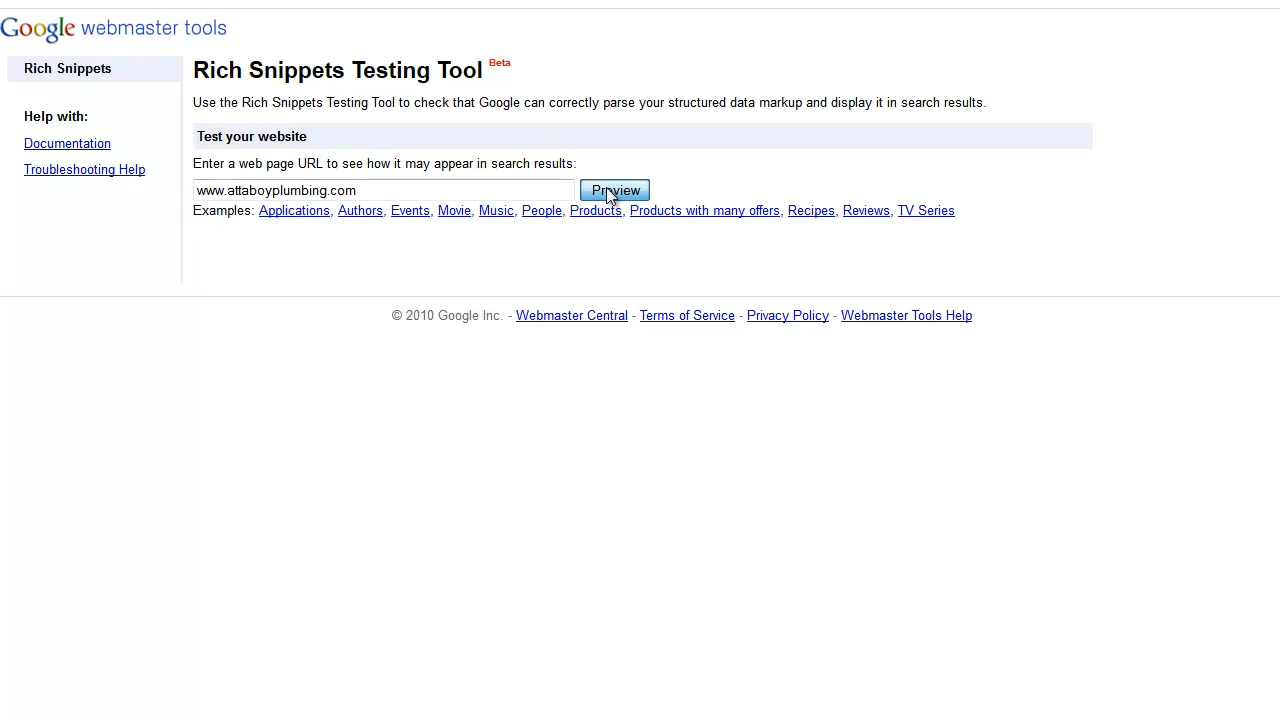 Google webmaster tools
Rich Snippets
Help with:
Documentation
Troubleshooting Help
Rich Snippets Testing Tool Beta
Use the Rich Snippets Testing Tool to check that Google can correctly parse your structured data markup and display it in search results.
Test your website
Enter a web page URL to see how it may appear in search results:
www.attaboyplumbing.com Preview
Examples: Applications, Authors, Events, Movie, Music, People, Products, Products with many offers, Recipes, Reviews, TV Series
© 2010 Google Inc. - Webmaster Central - Terms of Service - Privacy Policy - Webmaster Tools Help